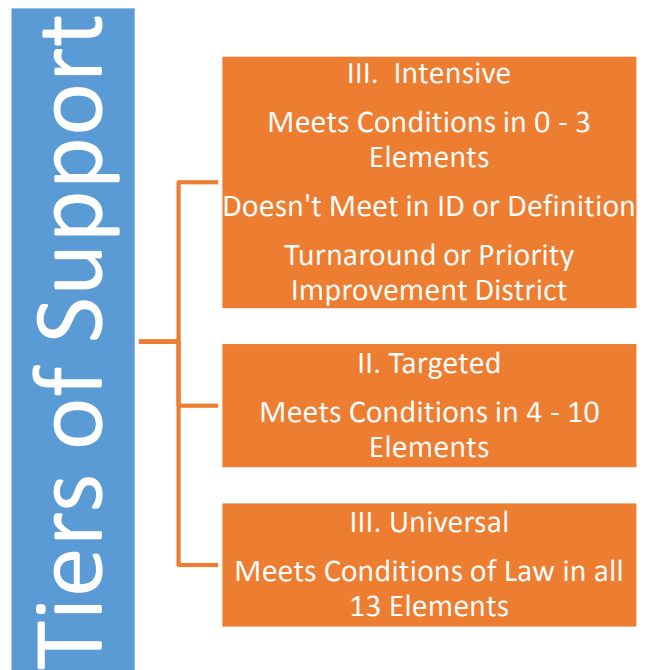 Tiers of Support
III. Intensive
Meets Conditions in 0 - 3
Elements
Doesn't Meet in ID or Definition
Turnaround or Priority
Improvement District
II. Targeted
Meets Conditions in 4 - 10
Elements
III. Universal
Meets Conditions of Law in all
13 Elements